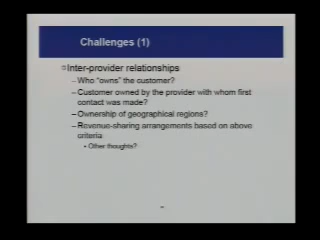 Challenges (1)
Inter-provider relationships
– Who "owns" the customer?
– Customer owned by the provider with whom first
contact was made?
– Ownership of geographical regions?
– Revenue-sharing arrangements based on above
criteria
• Other thoughts?